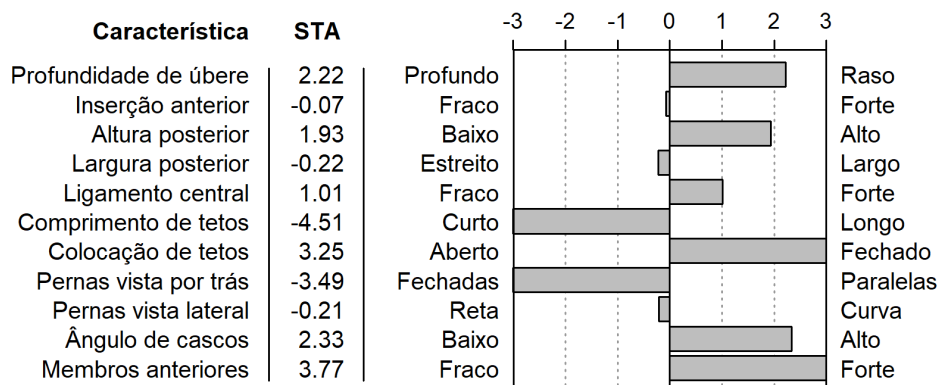 -3 -2 -1 0 1 2 3
Característica STA
Profundidade de úbere 2.22 Profundo Raso
Inserção anterior -0.07 Fraco Forte
Altura posterior 1.93 Baixo Alto
Largura posterior -0.22 Estreito Largo
Ligamento central 1.01 Fraco Forte
Comprimento de tetos -4.51 Curto Longo
Colocação de tetos 3.25 Aberto Fechado
Pernas vista por trás -3.49 Fechadas Paralelas
Pernas vista lateral -0.21 Reta Curva
Ângulo de cascos 2.33 Baixo Alto
Membros anteriores 3.77 Fraco Forte